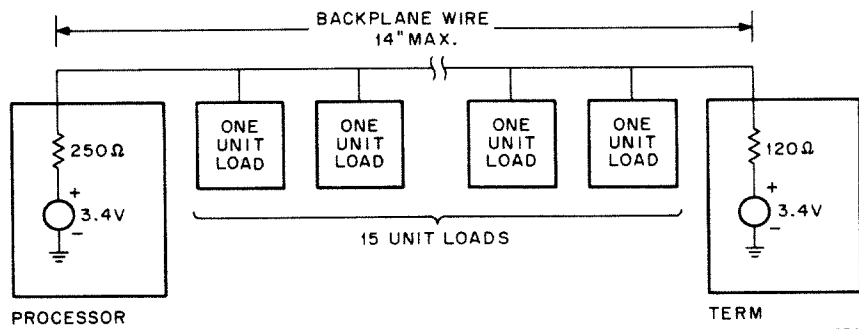 BACKPLANE WIRE
14" MAX.
ONE UNIT LOAD
ONE UNIT LOAD
ONE UNIT LOAD
ONE UNIT LOAD
250Ω
120Ω
+
3.4V
−
+
3.4V
−
15 UNIT LOADS
PROCESSOR
TERM